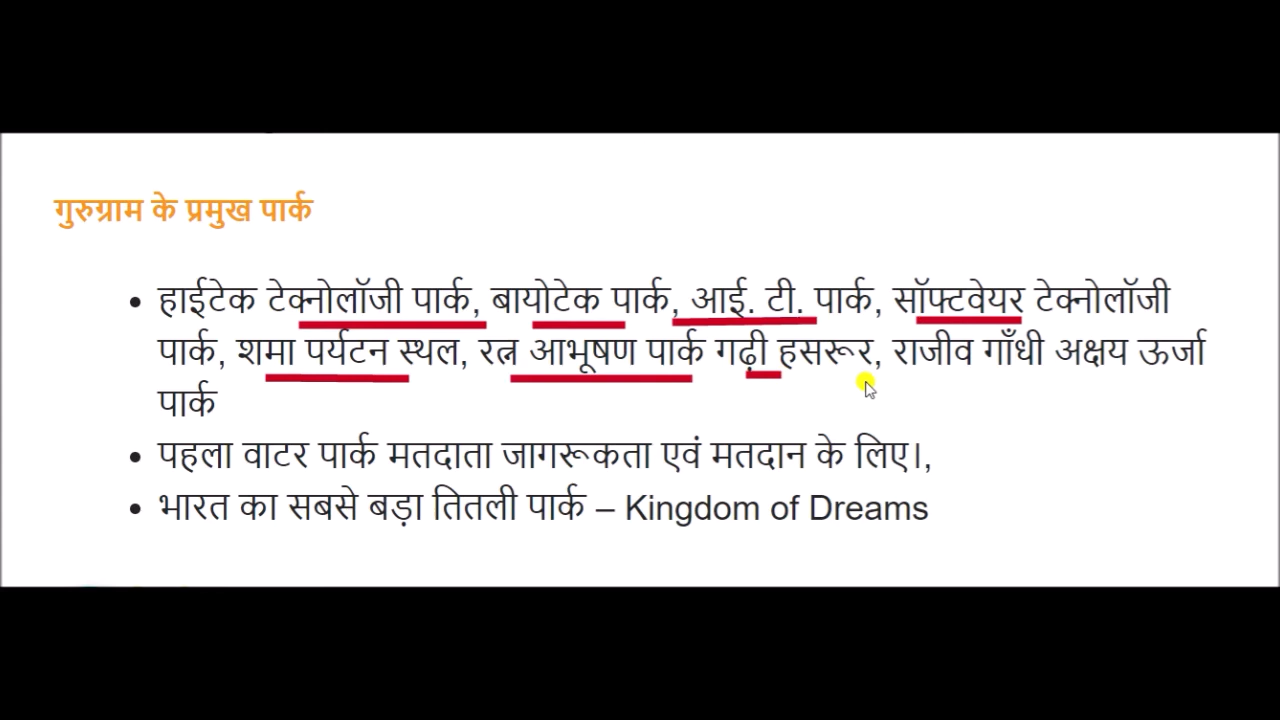 गुरुग्राम के प्रमुख पार्क
• हाईटेक टेक्नोलॉजी पार्क, बायोटेक पार्क, आई. टी. पार्क, सॉफ्टवेयर टेक्नोलॉजी
पार्क, शमा पर्यटन स्थल, रत्न आभूषण पार्क गढ़ी हसरूर, राजीव गाँधी अक्षय ऊर्जा
पार्क
• पहला वाटर पार्क मतदाता जागरूकता एवं मतदान के लिए।,
• भारत का सबसे बड़ा तितली पार्क – Kingdom of Dreams